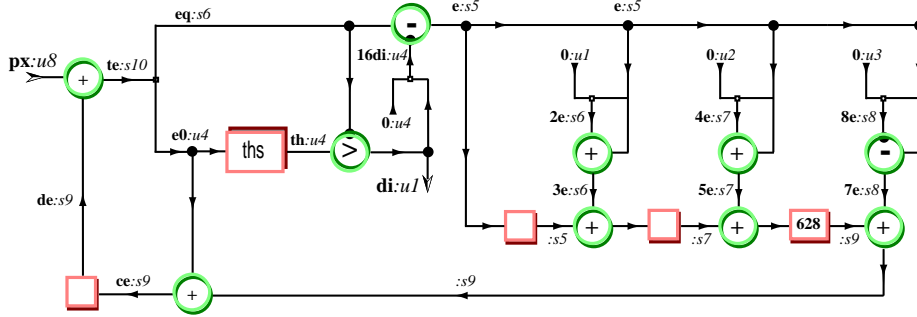 eq:s6 - e:s5 e:s5
px:u8 te:s10 16di:u4 0:u1 0:u2 0:u3
+
0:u4 2e:s6 4e:s7 8e:s8
e0:u4 ths th:u4 > + + -
di:u1 3e:s6 5e:s7 7e:s8
de:s9
+ + 628 +
:s5 :s7 :s9
ce:s9 + :s9